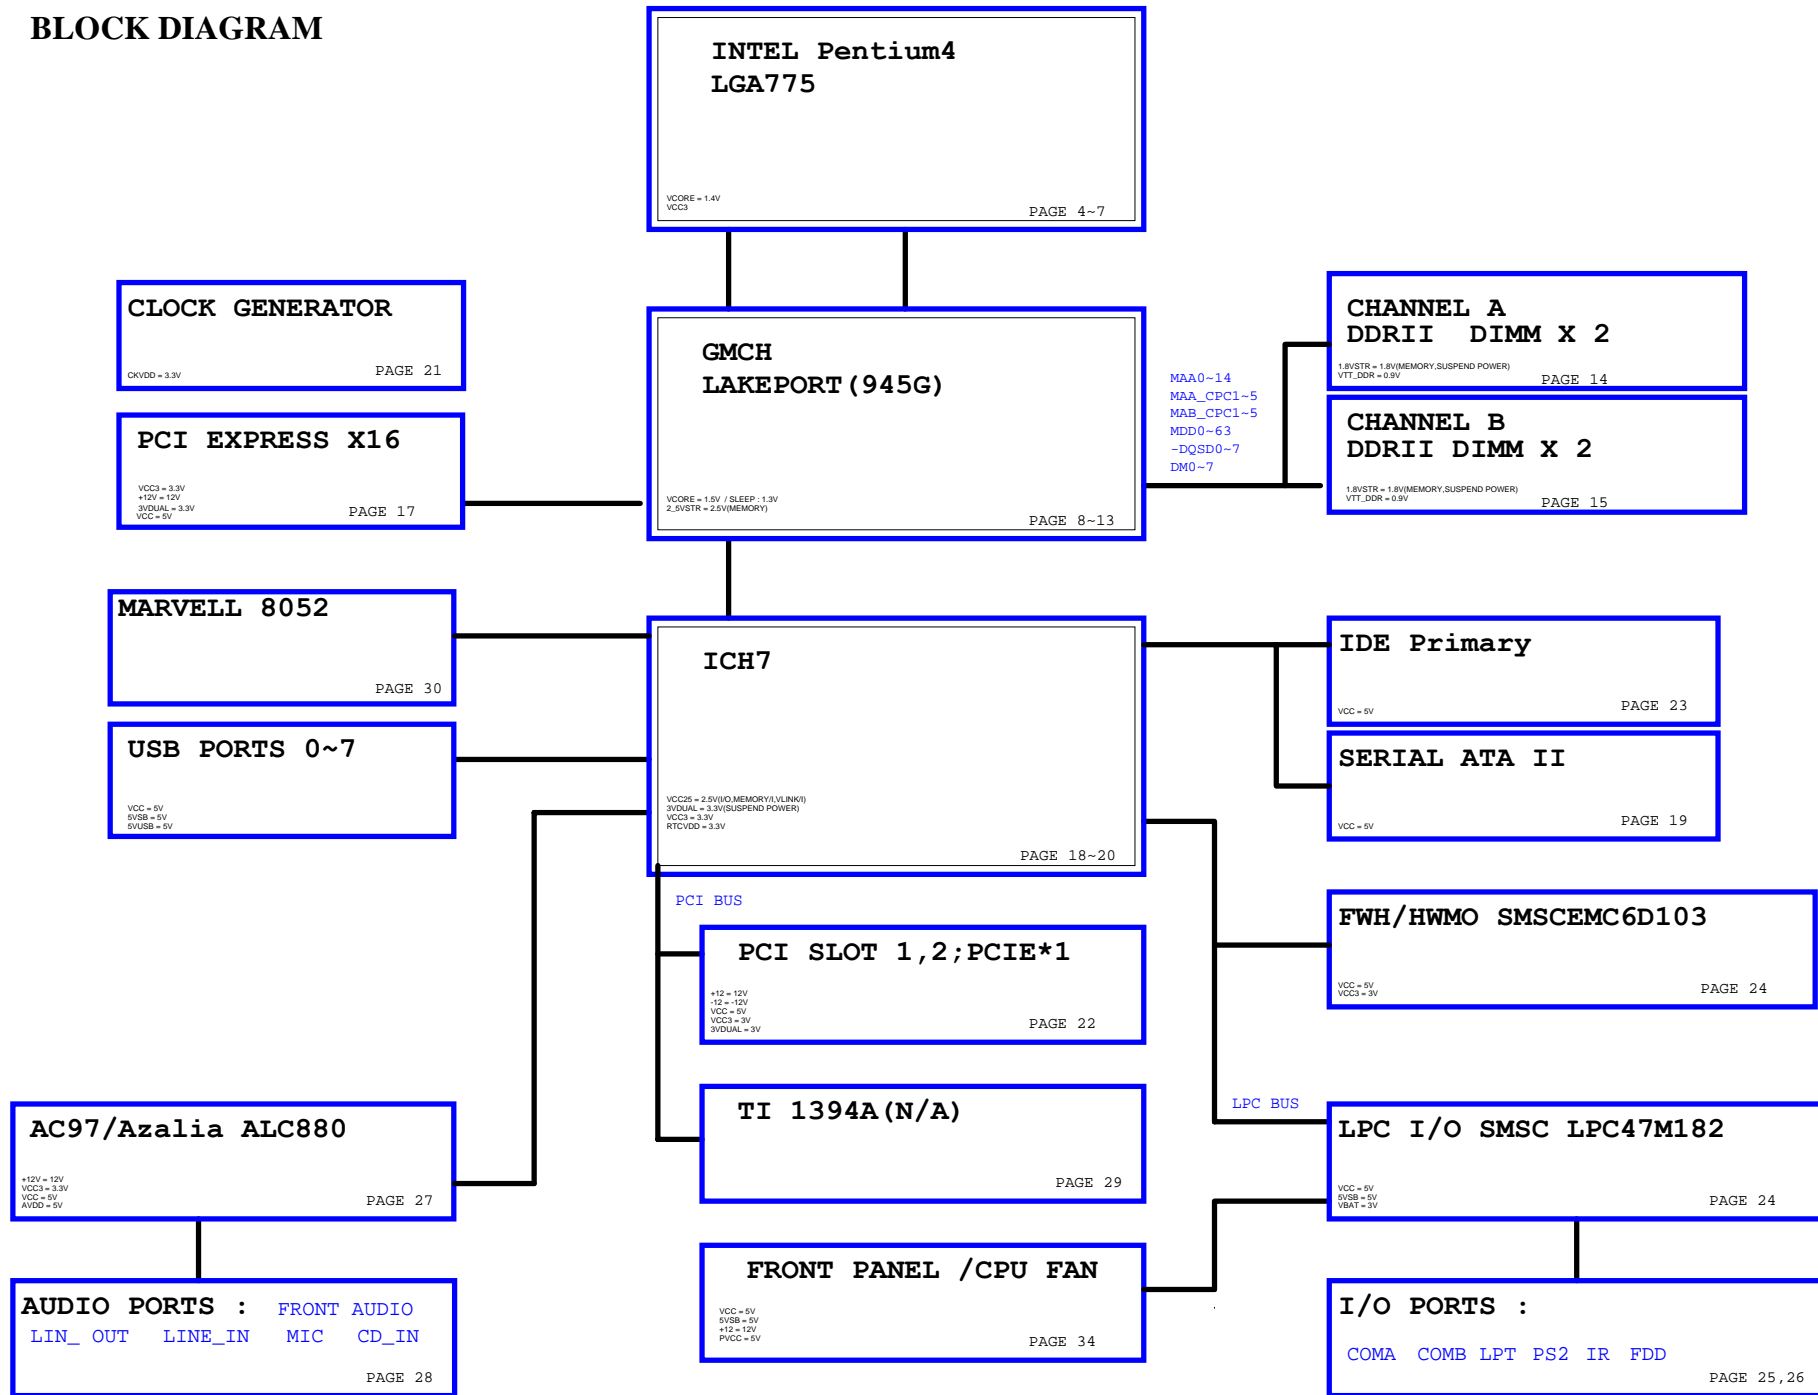 BLOCK DIAGRAM
INTEL Pentium4
LGA775
VCORE = 1.4V
VCC3
PAGE 4~7
CLOCK GENERATOR
CKVDD = 3.3V
PAGE 21
PCI EXPRESS X16
VCC3 = 3.3V
+12V = 12V
3VDUAL = 3.3V
VCC = 5V
PAGE 17
GMCH
LAKEPORT(945G)
VCORE = 1.5V / SLEEP : 1.3V
2_5VSTR = 2.5V(MEMORY)
PAGE 8~13
MAA0~14
MAA_CPC1~5
MAB_CPC1~5
MDD0~63
-DQSD0~7
DM0~7
CHANNEL A
DDRII DIMM X 2
1.8VSTR = 1.8V(MEMORY,SUSPEND POWER)
VTT_DDR = 0.9V
PAGE 14
CHANNEL B
DDRII DIMM X 2
1.8VSTR = 1.8V(MEMORY,SUSPEND POWER)
VTT_DDR = 0.9V
PAGE 15
MARVELL 8052
PAGE 30
USB PORTS 0~7
VCC = 5V
5VSB = 5V
5VUSB = 5V
ICH7
VCC25 = 2.5V(I/O,MEMORY/I,VLINK/I)
3VDUAL = 3.3V(SUSPEND POWER)
VCC3 = 3.3V
RTCVDD = 3.3V
PAGE 18~20
IDE Primary
VCC = 5V
PAGE 23
SERIAL ATA II
VCC = 5V
PAGE 19
PCI BUS
PCI SLOT 1,2;PCIE*1
+12 = 12V
-12 = -12V
VCC = 5V
VCC3 = 3V
3VDUAL = 3V
PAGE 22
FWH/HWMO SMSCEMC6D103
VCC = 5V
VCC3 = 3V
PAGE 24
TI 1394A(N/A)
PAGE 29
LPC BUS
LPC I/O SMSC LPC47M182
VCC = 5V
5VSB = 5V
VBAT = 3V
PAGE 24
AC97/Azalia ALC880
+12V = 12V
VCC3 = 3.3V
VCC = 5V
AVDD = 5V
PAGE 27
FRONT PANEL /CPU FAN
VCC = 5V
5VSB = 5V
+12 = 12V
PVCC = 5V
PAGE 34
AUDIO PORTS : FRONT AUDIO
LIN_ OUT LINE_IN MIC CD_IN
PAGE 28
I/O PORTS :
COMA COMB LPT PS2 IR FDD
PAGE 25,26